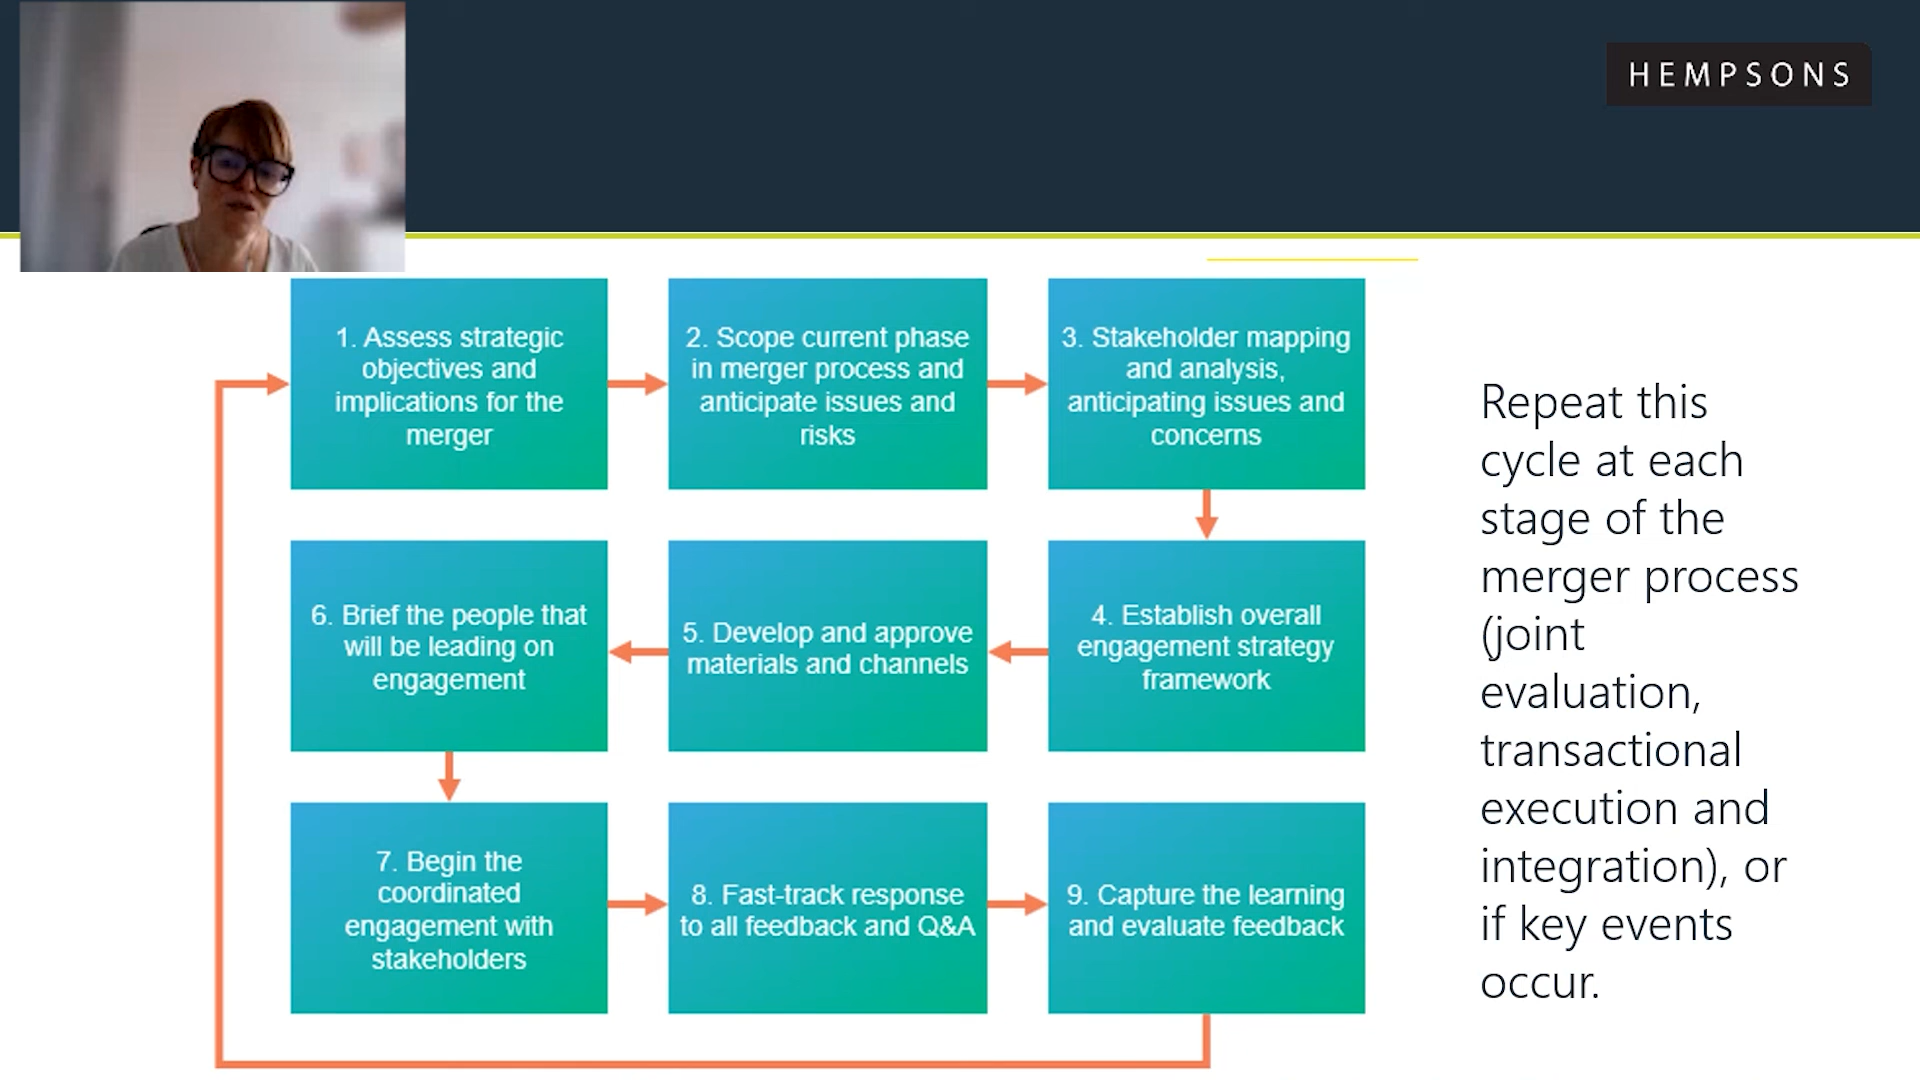 HEMPSONS
1. Assess strategic
objectives and
implications for the
merger
2. Scope current phase
in merger process and
anticipate issues and
risks
3. Stakeholder mapping
and analysis,
anticipating issues and
concerns
4. Establish overall
engagement strategy
framework
5. Develop and approve
materials and channels
6. Brief the people that
will be leading on
engagement
7. Begin the
coordinated
engagement with
stakeholders
8. Fast-track response
to all feedback and Q&A
9. Capture the learning
and evaluate feedback
Repeat this
cycle at each
stage of the
merger process
(joint
evaluation,
transactional
execution and
integration), or
if key events
occur.